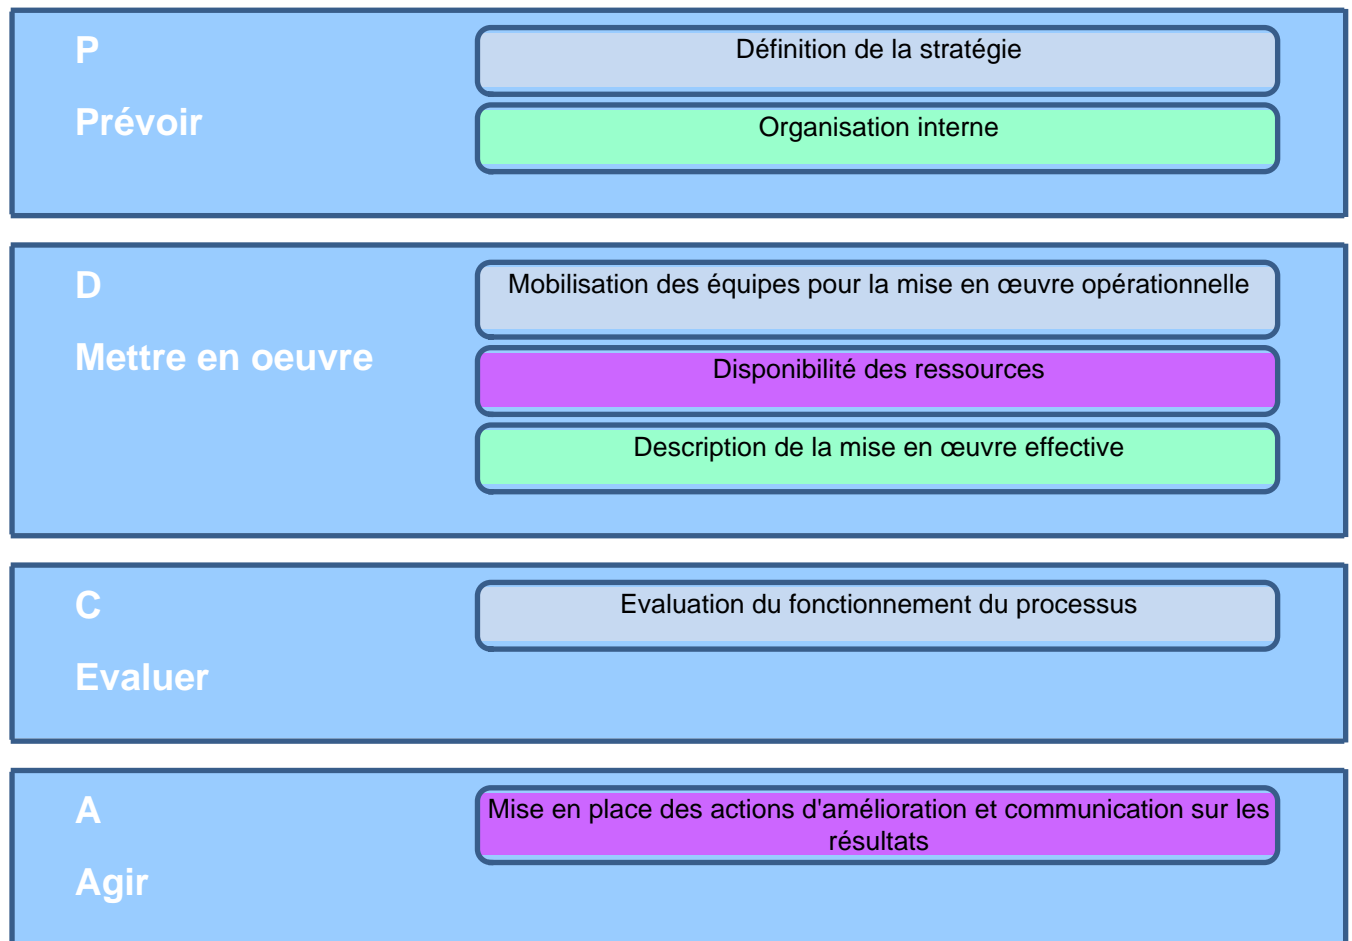 P
Prévoir
Définition de la stratégie
Organisation interne
D
Mettre en oeuvre
Mobilisation des équipes pour la mise en œuvre opérationnelle
Disponibilité des ressources
Description de la mise en œuvre effective
C
Evaluer
Evaluation du fonctionnement du processus
A
Agir
Mise en place des actions d'amélioration et communication sur les
résultats